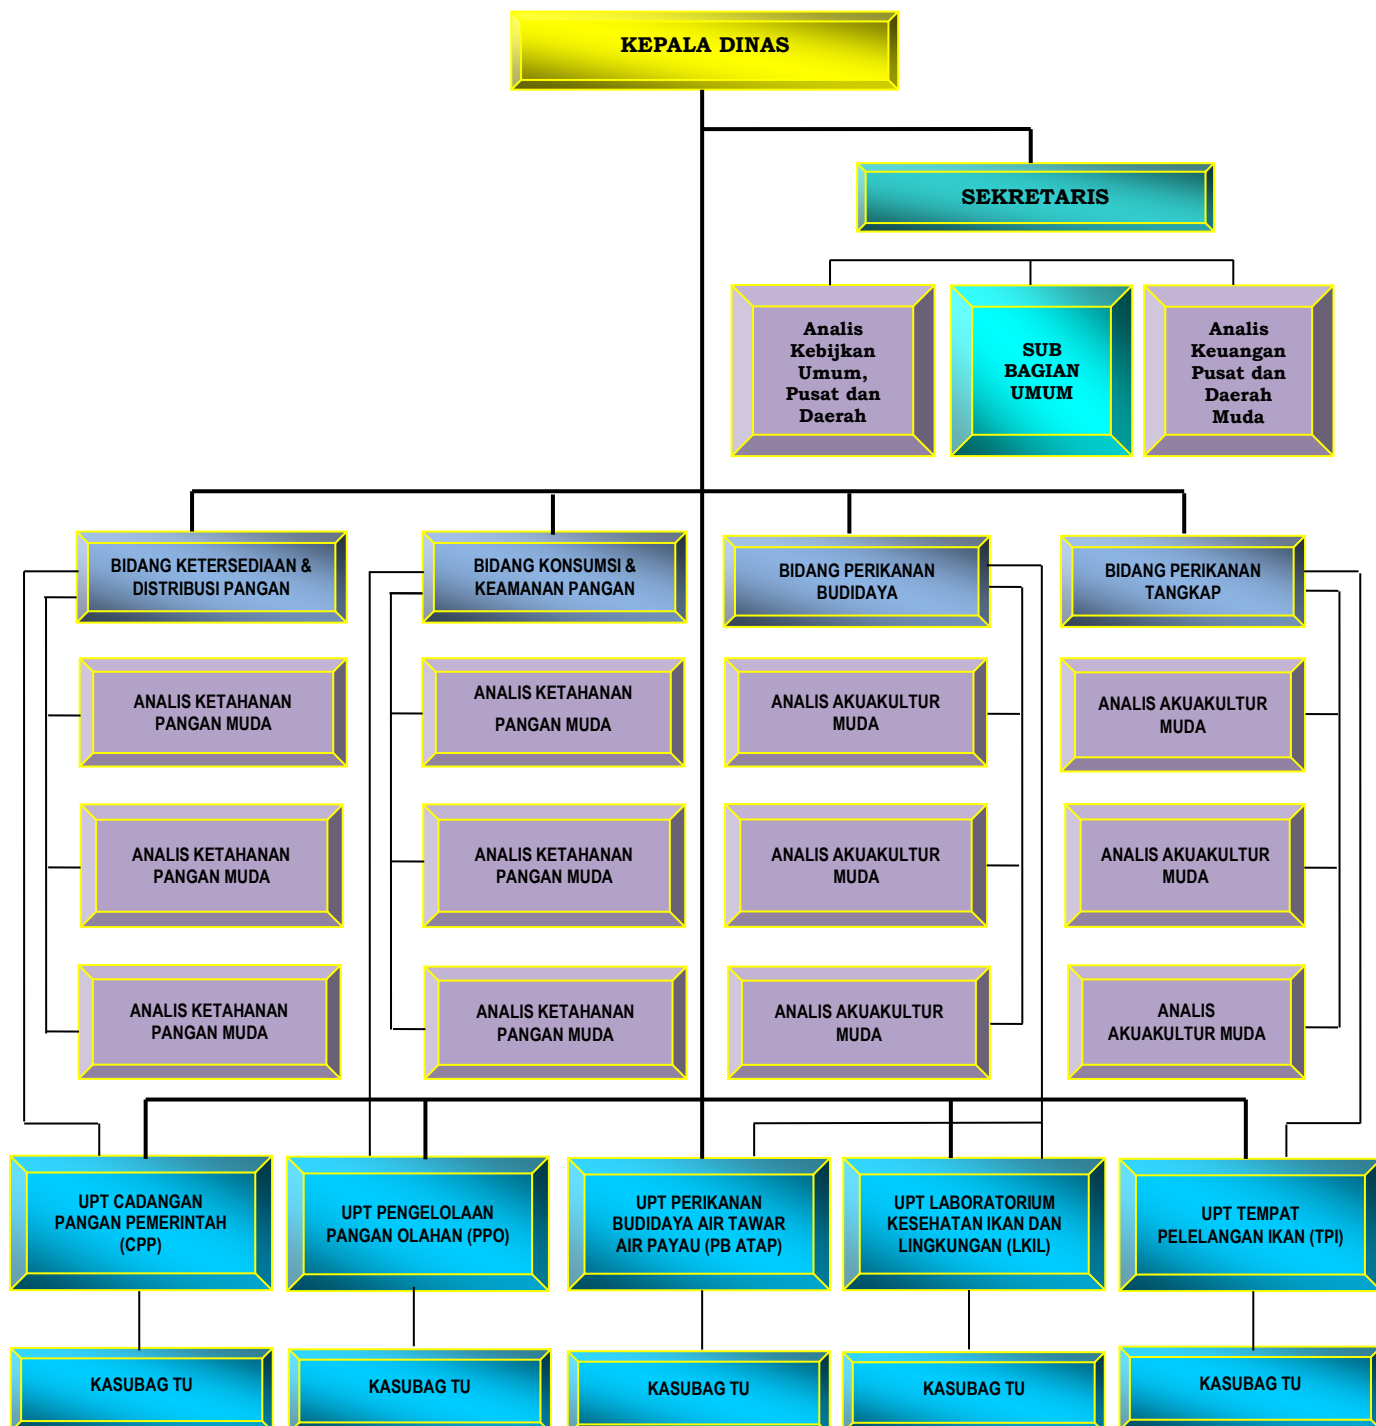 KEPALA DINAS
SEKRETARIS
Analis
Kebijkan
Umum,
Pusat dan
Daerah
SUB
BAGIAN
UMUM
Analis
Keuangan
Pusat dan
Daerah
Muda
BIDANG KETERSEDIAAN &
DISTRIBUSI PANGAN
BIDANG KONSUMSI &
KEAMANAN PANGAN
BIDANG PERIKANAN
BUDIDAYA
BIDANG PERIKANAN
TANGKAP
ANALIS KETAHANAN
PANGAN MUDA
ANALIS KETAHANAN
PANGAN MUDA
ANALIS AKUAKULTUR
MUDA
ANALIS AKUAKULTUR
MUDA
ANALIS KETAHANAN
PANGAN MUDA
ANALIS KETAHANAN
PANGAN MUDA
ANALIS AKUAKULTUR
MUDA
ANALIS AKUAKULTUR
MUDA
ANALIS KETAHANAN
PANGAN MUDA
ANALIS KETAHANAN
PANGAN MUDA
ANALIS AKUAKULTUR
MUDA
ANALIS
AKUAKULTUR MUDA
UPT CADANGAN
PANGAN PEMERINTAH
(CPP)
UPT PENGELOLAAN
PANGAN OLAHAN (PPO)
UPT PERIKANAN
BUDIDAYA AIR TAWAR
AIR PAYAU (PB ATAP)
UPT LABORATORIUM
KESEHATAN IKAN DAN
LINGKUNGAN (LKIL)
UPT TEMPAT
PELELANGAN IKAN (TPI)
KASUBAG TU
KASUBAG TU
KASUBAG TU
KASUBAG TU
KASUBAG TU